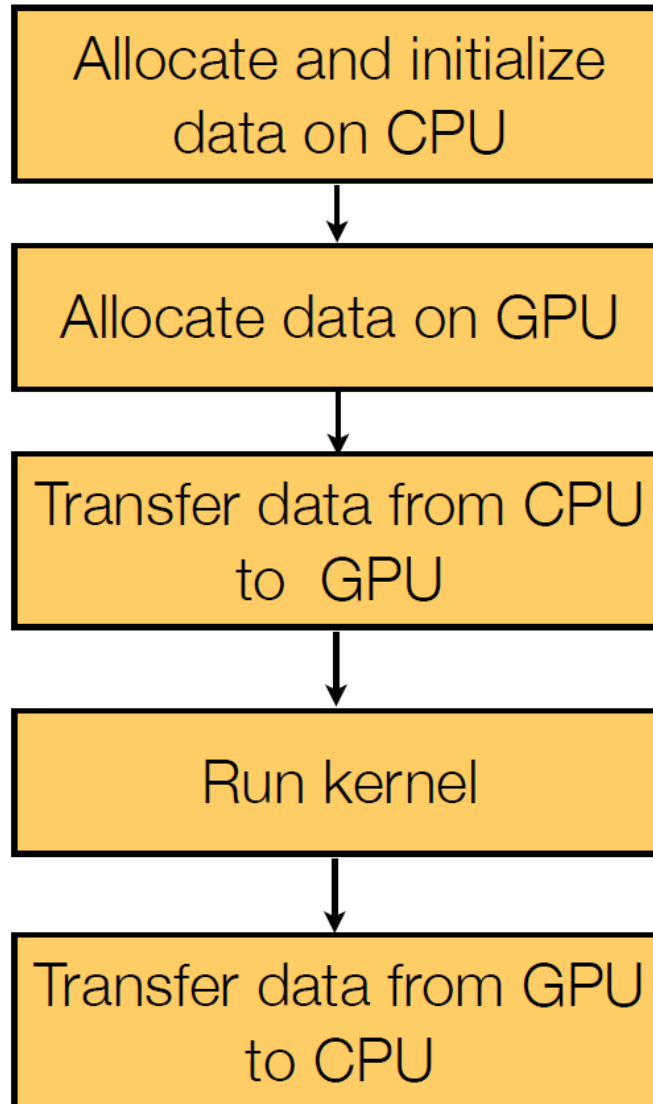 Allocate and initialize
data on CPU
Allocate data on GPU
Transfer data from CPU
to GPU
Run kernel
Transfer data from GPU
to CPU